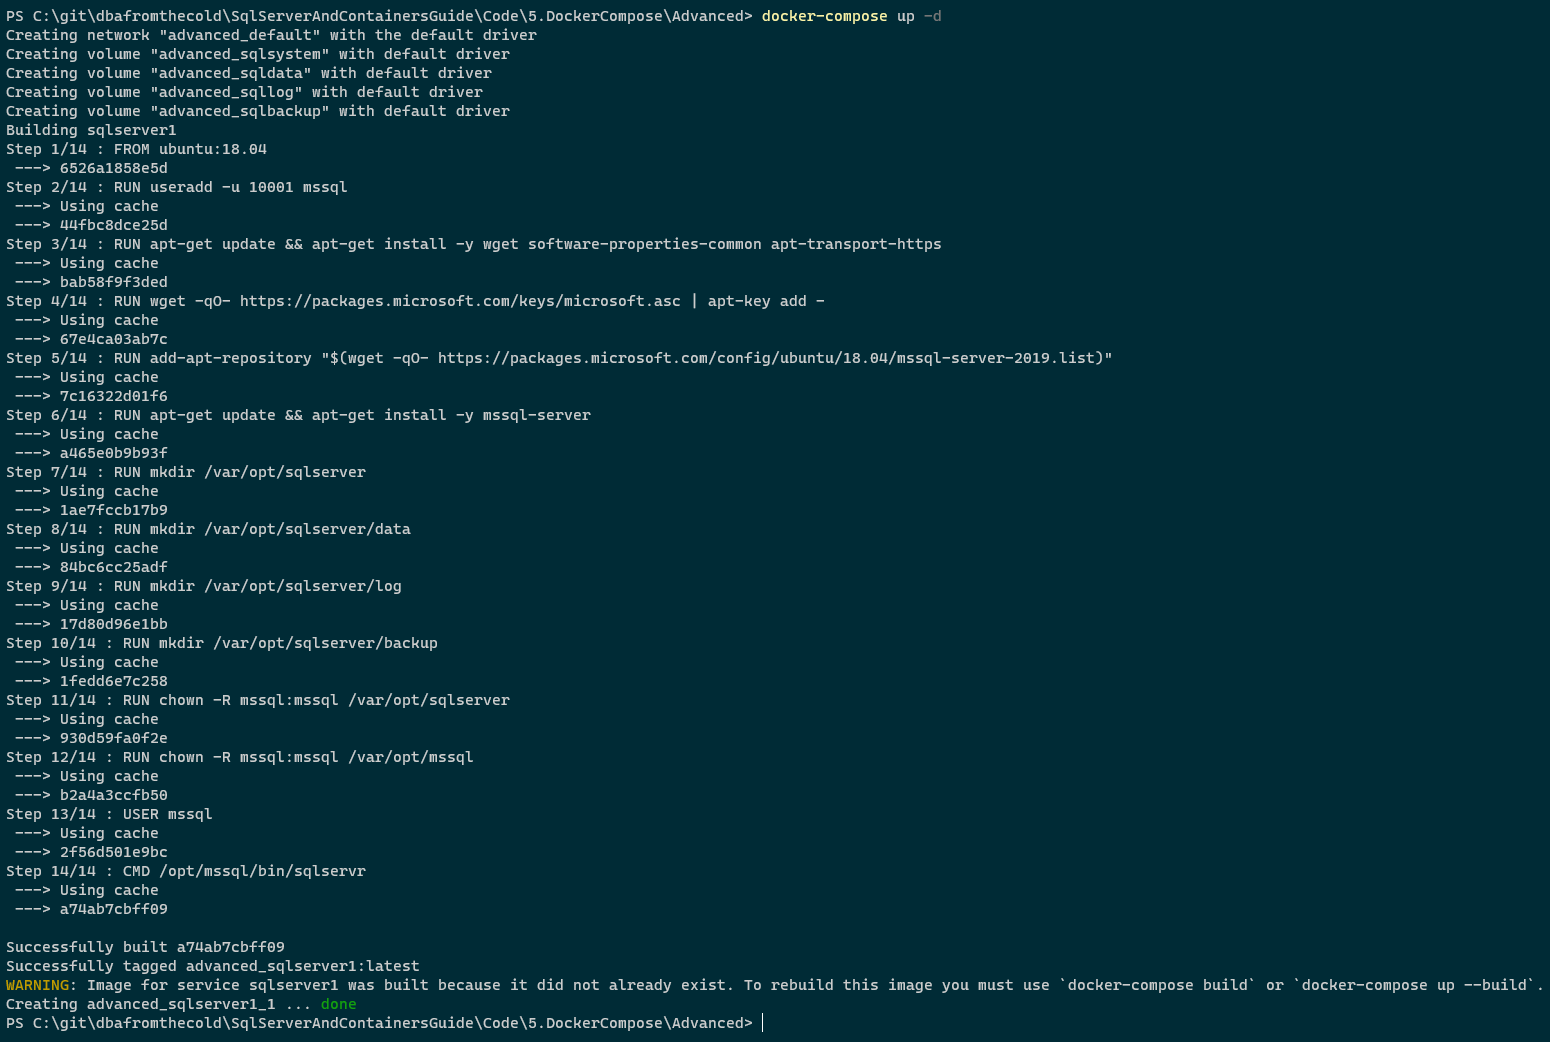 PS C:\git\dbafromthecold\SqlServerAndContainersGuide\Code\5.DockerCompose\Advanced> docker-compose up -d
Creating network "advanced_default" with the default driver
Creating volume "advanced_sqlsystem" with default driver
Creating volume "advanced_sqldata" with default driver
Creating volume "advanced_sqllog" with default driver
Creating volume "advanced_sqlbackup" with default driver
Building sqlserver1
Step 1/14 : FROM ubuntu:18.04
 ---> 6526a1858e5d
Step 2/14 : RUN useradd -u 10001 mssql
 ---> Using cache
 ---> 44fbc8dce25d
Step 3/14 : RUN apt-get update && apt-get install -y wget software-properties-common apt-transport-https
 ---> Using cache
 ---> bab58f9f3ded
Step 4/14 : RUN wget -qO- https://packages.microsoft.com/keys/microsoft.asc | apt-key add -
 ---> Using cache
 ---> 67e4ca03ab7c
Step 5/14 : RUN add-apt-repository "$(wget -qO- https://packages.microsoft.com/config/ubuntu/18.04/mssql-server-2019.list)"
 ---> Using cache
 ---> 7c16322d01f6
Step 6/14 : RUN apt-get update && apt-get install -y mssql-server
 ---> Using cache
 ---> a465e0b9b93f
Step 7/14 : RUN mkdir /var/opt/sqlserver
 ---> Using cache
 ---> 1ae7fccb17b9
Step 8/14 : RUN mkdir /var/opt/sqlserver/data
 ---> Using cache
 ---> 84bc6cc25adf
Step 9/14 : RUN mkdir /var/opt/sqlserver/log
 ---> Using cache
 ---> 17d80d96e1bb
Step 10/14 : RUN mkdir /var/opt/sqlserver/backup
 ---> Using cache
 ---> 1fedd6e7c258
Step 11/14 : RUN chown -R mssql:mssql /var/opt/sqlserver
 ---> Using cache
 ---> 930d59fa0f2e
Step 12/14 : RUN chown -R mssql:mssql /var/opt/mssql
 ---> Using cache
 ---> b2a4a3ccfb50
Step 13/14 : USER mssql
 ---> Using cache
 ---> 2f56d501e9bc
Step 14/14 : CMD /opt/mssql/bin/sqlservr
 ---> Using cache
 ---> a74ab7cbff09
Successfully built a74ab7cbff09
Successfully tagged advanced_sqlserver1:latest
WARNING: Image for service sqlserver1 was built because it did not already exist. To rebuild this image you must use `docker-compose build` or `docker-compose up --build`.
Creating advanced_sqlserver1_1 ... done
PS C:\git\dbafromthecold\SqlServerAndContainersGuide\Code\5.DockerCompose\Advanced>